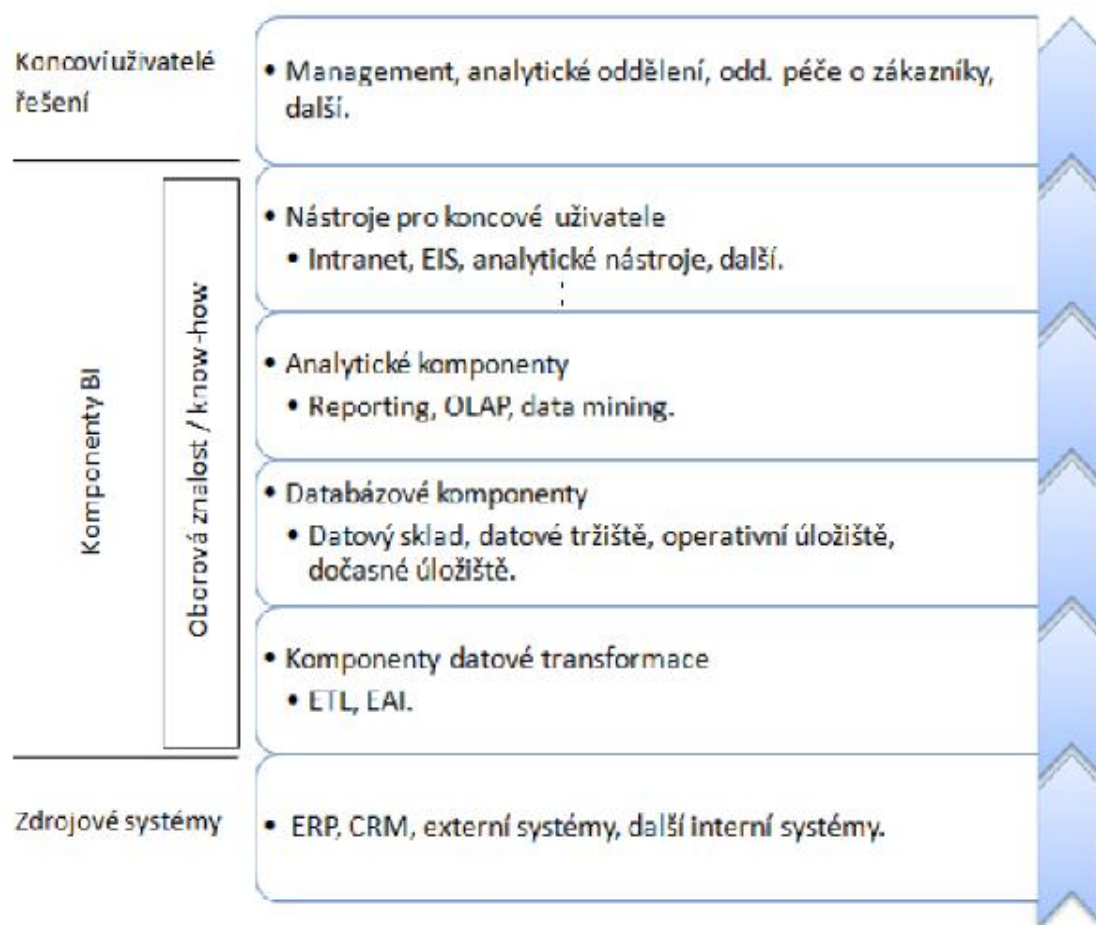 Koncoví uživatelé
řešení
• Management, analytické oddělení, odd. péče o zákazníky,
další.
Komponenty BI
Oborová znalost / know-how
• Nástroje pro koncové uživatele
• Intranet, EIS, analytické nástroje, další.
• Analytické komponenty
• Reporting, OLAP, data mining.
• Databázové komponenty
• Datový sklad, datové tržiště, operativní úložiště,
dočasné úložiště.
• Komponenty datové transformace
• ETL, EAI.
Zdrojové systémy
• ERP, CRM, externí systémy, další interní systémy.